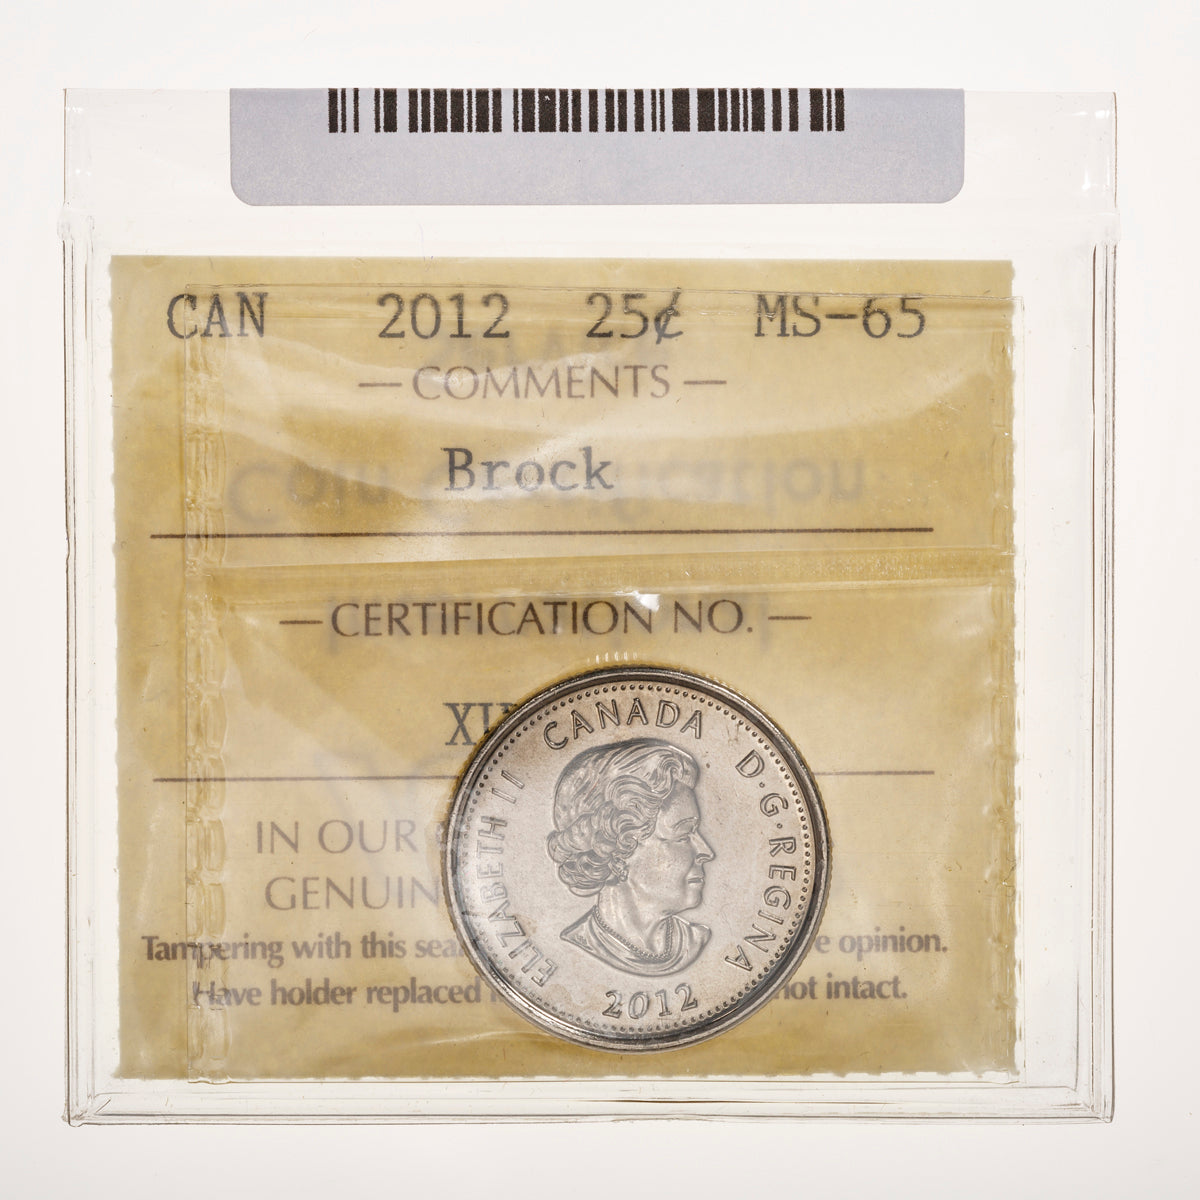 CAN 2012 25¢ MS-65
— COMMENTS —
Brock
— CERTIFICATION NO. —
IN OUR
GENUIN
Tampering with this sea
e opinion.
Have holder replaced
not intact.
ELIZABETH II CANADA D·G·REGINA
2012